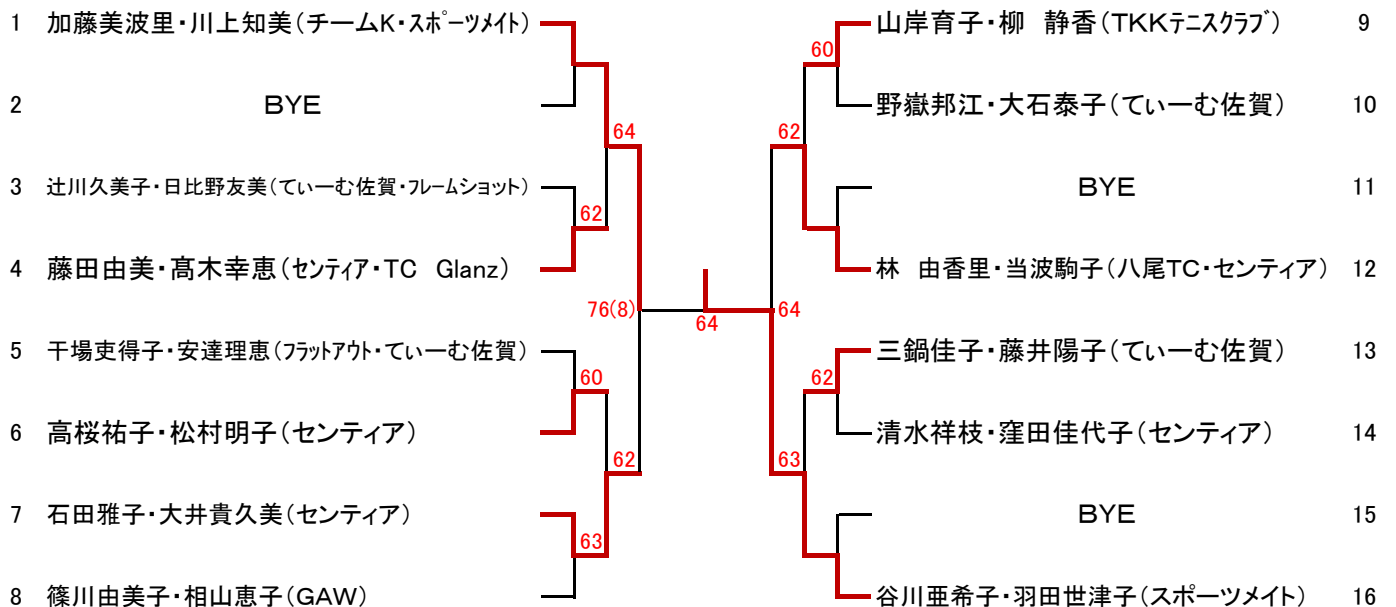 1 加藤美波里・川上知美(チームK・スポーツメイト)
2 BYE
64
3 辻川久美子・日比野友美(てぃーむ佐賀・フレームショット)
62
4 藤田由美・髙木幸恵(センティア・TC Glanz)
76(8)
5 干場吏得子・安達理恵(フラットアウト・てぃーむ佐賀)
60
6 高桜祐子・松村明子(センティア)
62
7 石田雅子・大井貴久美(センティア)
63
8 篠川由美子・相山恵子(GAW)
64
山岸育子・柳 静香(TKKテニスクラブ) 9
60
野嶽邦江・大石泰子(てぃーむ佐賀) 10
62
BYE 11
林 由香里・当波駒子(八尾TC・センティア) 12
64
三鍋佳子・藤井陽子(てぃーむ佐賀) 13
62
清水祥枝・窪田佳代子(センティア) 14
63
BYE 15
谷川亜希子・羽田世津子(スポーツメイト) 16